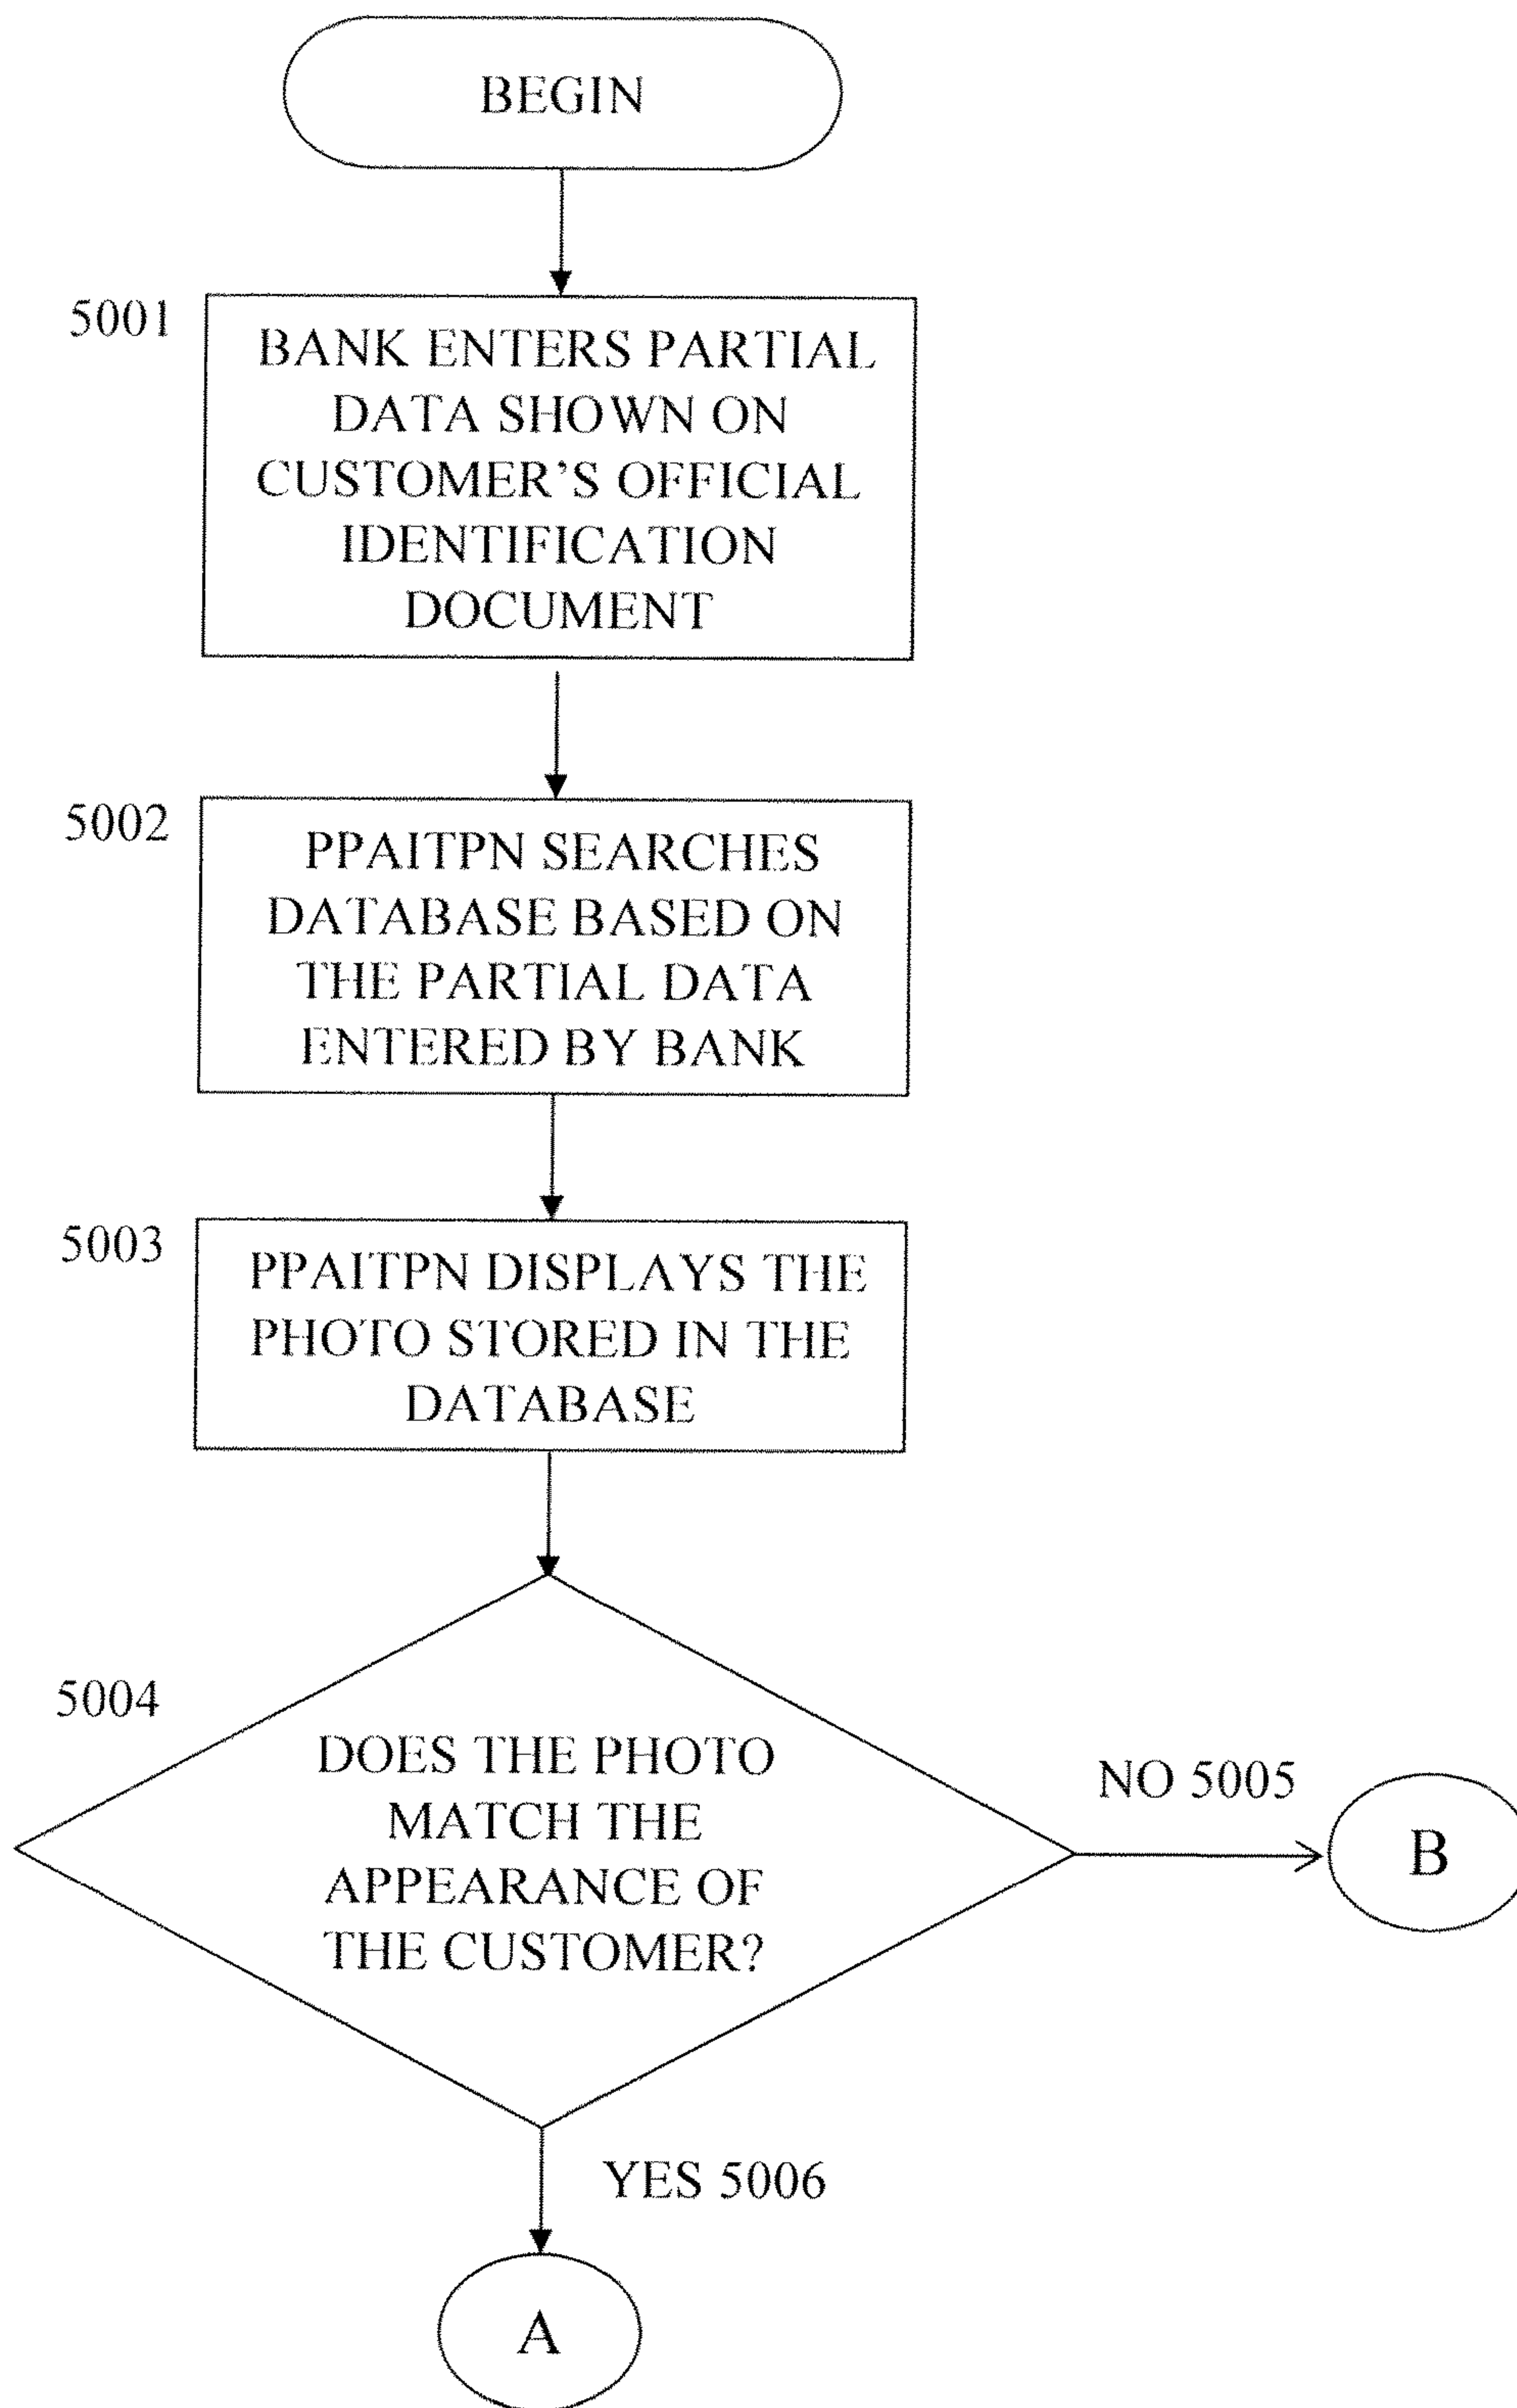 BEGIN
5001
BANK ENTERS PARTIAL
DATA SHOWN ON
CUSTOMER’S OFFICIAL
IDENTIFICATION
DOCUMENT
5002
PPAITPN SEARCHES
DATABASE BASED ON
THE PARTIAL DATA
ENTERED BY BANK
5003
PPAITPN DISPLAYS THE
PHOTO STORED IN THE
DATABASE
5004
DOES THE PHOTO
MATCH THE
APPEARANCE OF
THE CUSTOMER?
NO 5005
B
YES 5006
A